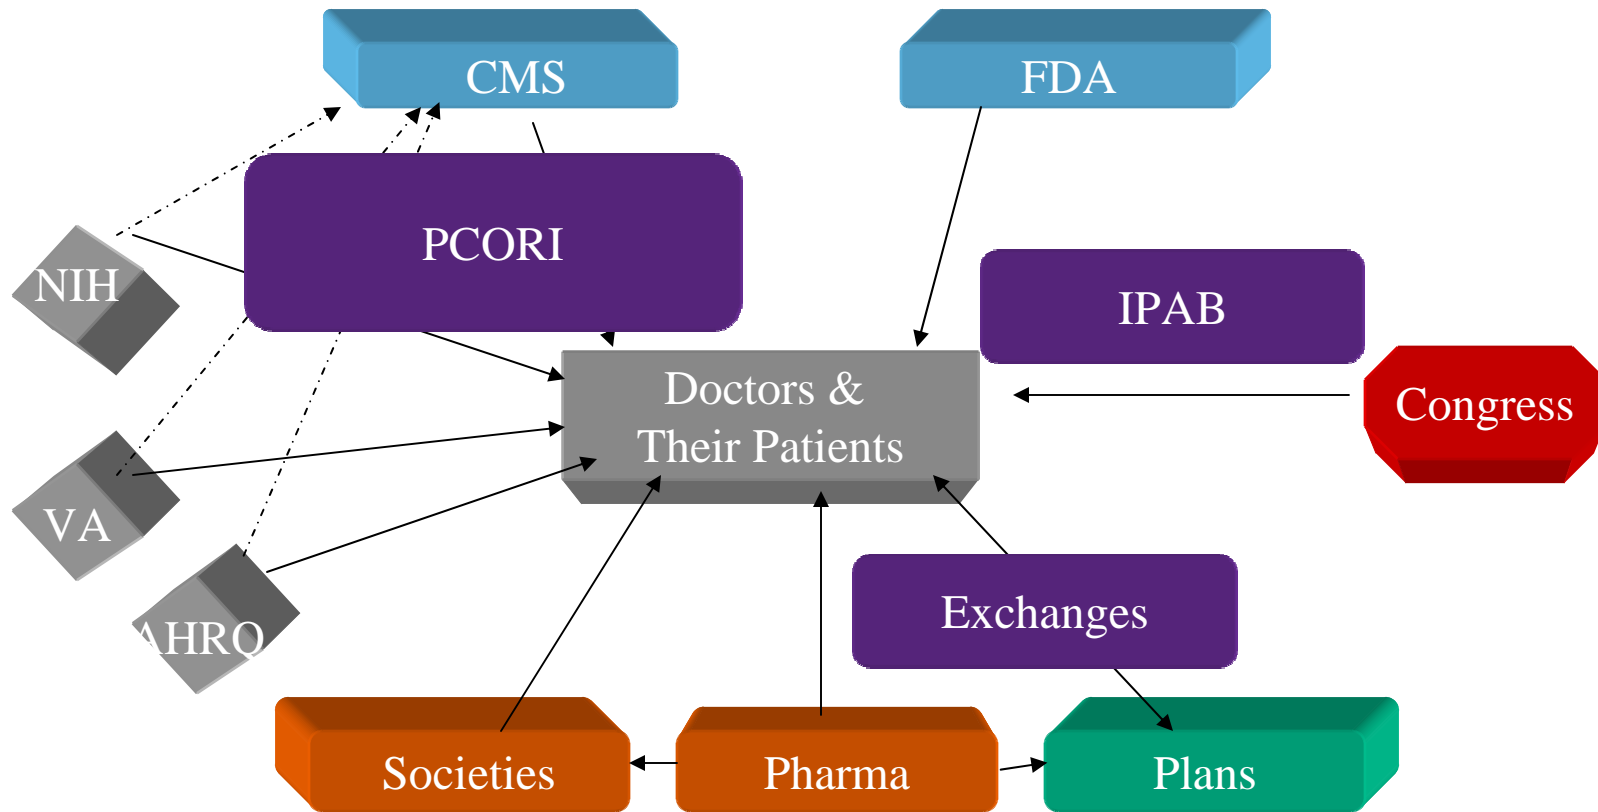 CMS
FDA
PCORI
NIH
IPAB
Doctors &
Their Patients
Congress
VA
AHRQ
Exchanges
Societies
Pharma
Plans